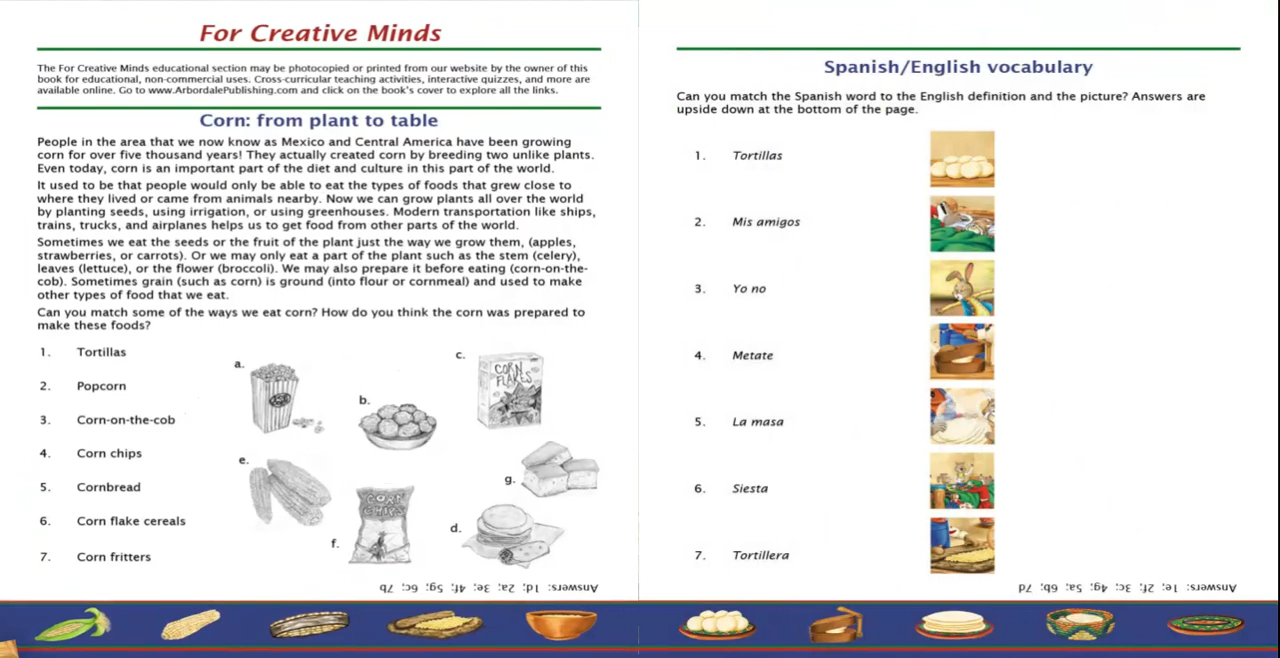 For Creative Minds
The For Creative Minds educational section may be photocopied or printed from our website by the owner of this
book for educational, non-commercial uses. Cross-curricular teaching activities, interactive quizzes, and more are
available online. Go to www.ArbordalePublishing.com and click on the book's cover to explore all the links.
Corn: from plant to table
People in the area that we now know as Mexico and Central America have been growing
corn for over five thousand years! They actually created corn by breeding two unlike plants.
Even today, corn is an important part of the diet and culture in this part of the world.
It used to be that people would only be able to eat the types of foods that grew close to
where they lived or came from animals nearby. Now we can grow plants all over the world
by planting seeds, using irrigation, or using greenhouses. Modern transportation like ships,
trains, trucks, and airplanes helps us to get food from other parts of the world.
Sometimes we eat the seeds or the fruit of the plant just the way we grow them, (apples,
strawberries, or carrots). Or we may only eat a part of the plant such as the stem (celery),
leaves (lettuce), or the flower (broccoli). We may also prepare it before eating (corn-on-the-
cob). Sometimes grain (such as corn) is ground (into flour or cornmeal) and used to make
other types of food that we eat.
Can you match some of the ways we eat corn? How do you think the corn was prepared to
make these foods?
1. Tortillas
2. Popcorn
3. Corn-on-the-cob
4. Corn chips
5. Cornbread
6. Corn flake cereals
7. Corn fritters
a.
b.
c.
CORN
FLAKES
e.
g.
CORN
CHIPS
f.
d.
Answers: 1d; 2a; 3e; 4f; 5g; 6c; 7b
Spanish/English vocabulary
Can you match the Spanish word to the English definition and the picture? Answers are
upside down at the bottom of the page.
1. Tortillas
2. Mis amigos
3. Yo no
4. Metate
5. La masa
6. Siesta
7. Tortillera
Answers: 1e; 2f; 3c; 4g; 5a; 6b; 7d